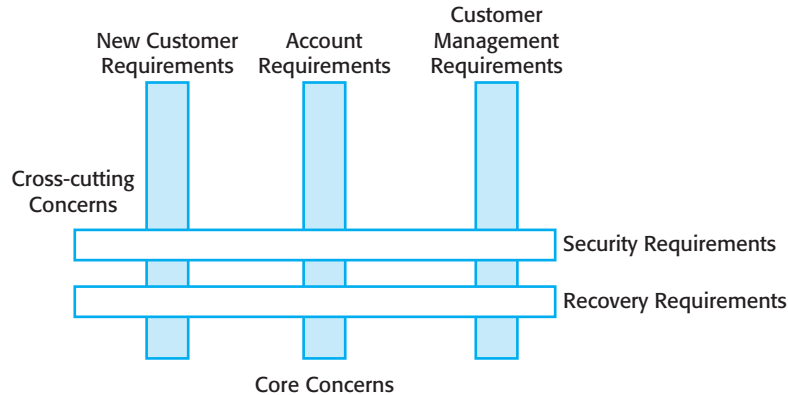 New Customer
Requirements
Account
Requirements
Customer
Management
Requirements
Cross-cutting
Concerns
Security Requirements
Recovery Requirements
Core Concerns